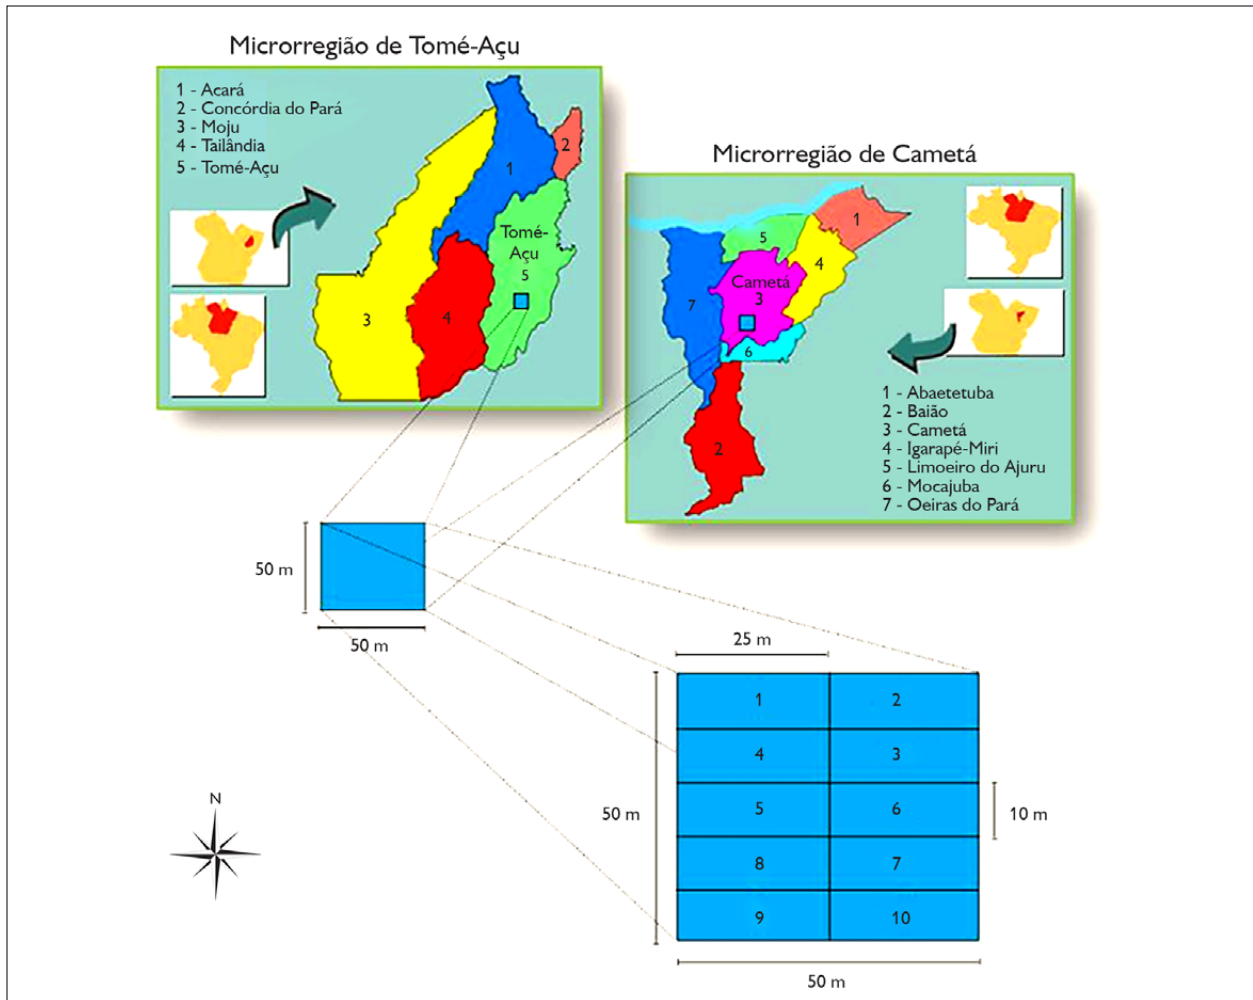 Microrregião de Tomé-Açu
1 - Acará
2 - Concórdia do Pará
3 - Moju
4 - Tailândia
5 - Tomé-Açu
2
1
Tomé-
Açu
5
3
4
Microrregião de Cametá
1
5
4
Cametá
3
7
6
2
1 - Abaetetuba
2 - Baião
3 - Cametá
4 - Igarapé-Miri
5 - Limoeiro do Ajuru
6 - Mocajuba
7 - Oeiras do Pará
50 m
50 m
25 m
1 2
4 3
5 6
8 7
9 10
50 m
10 m
50 m
N